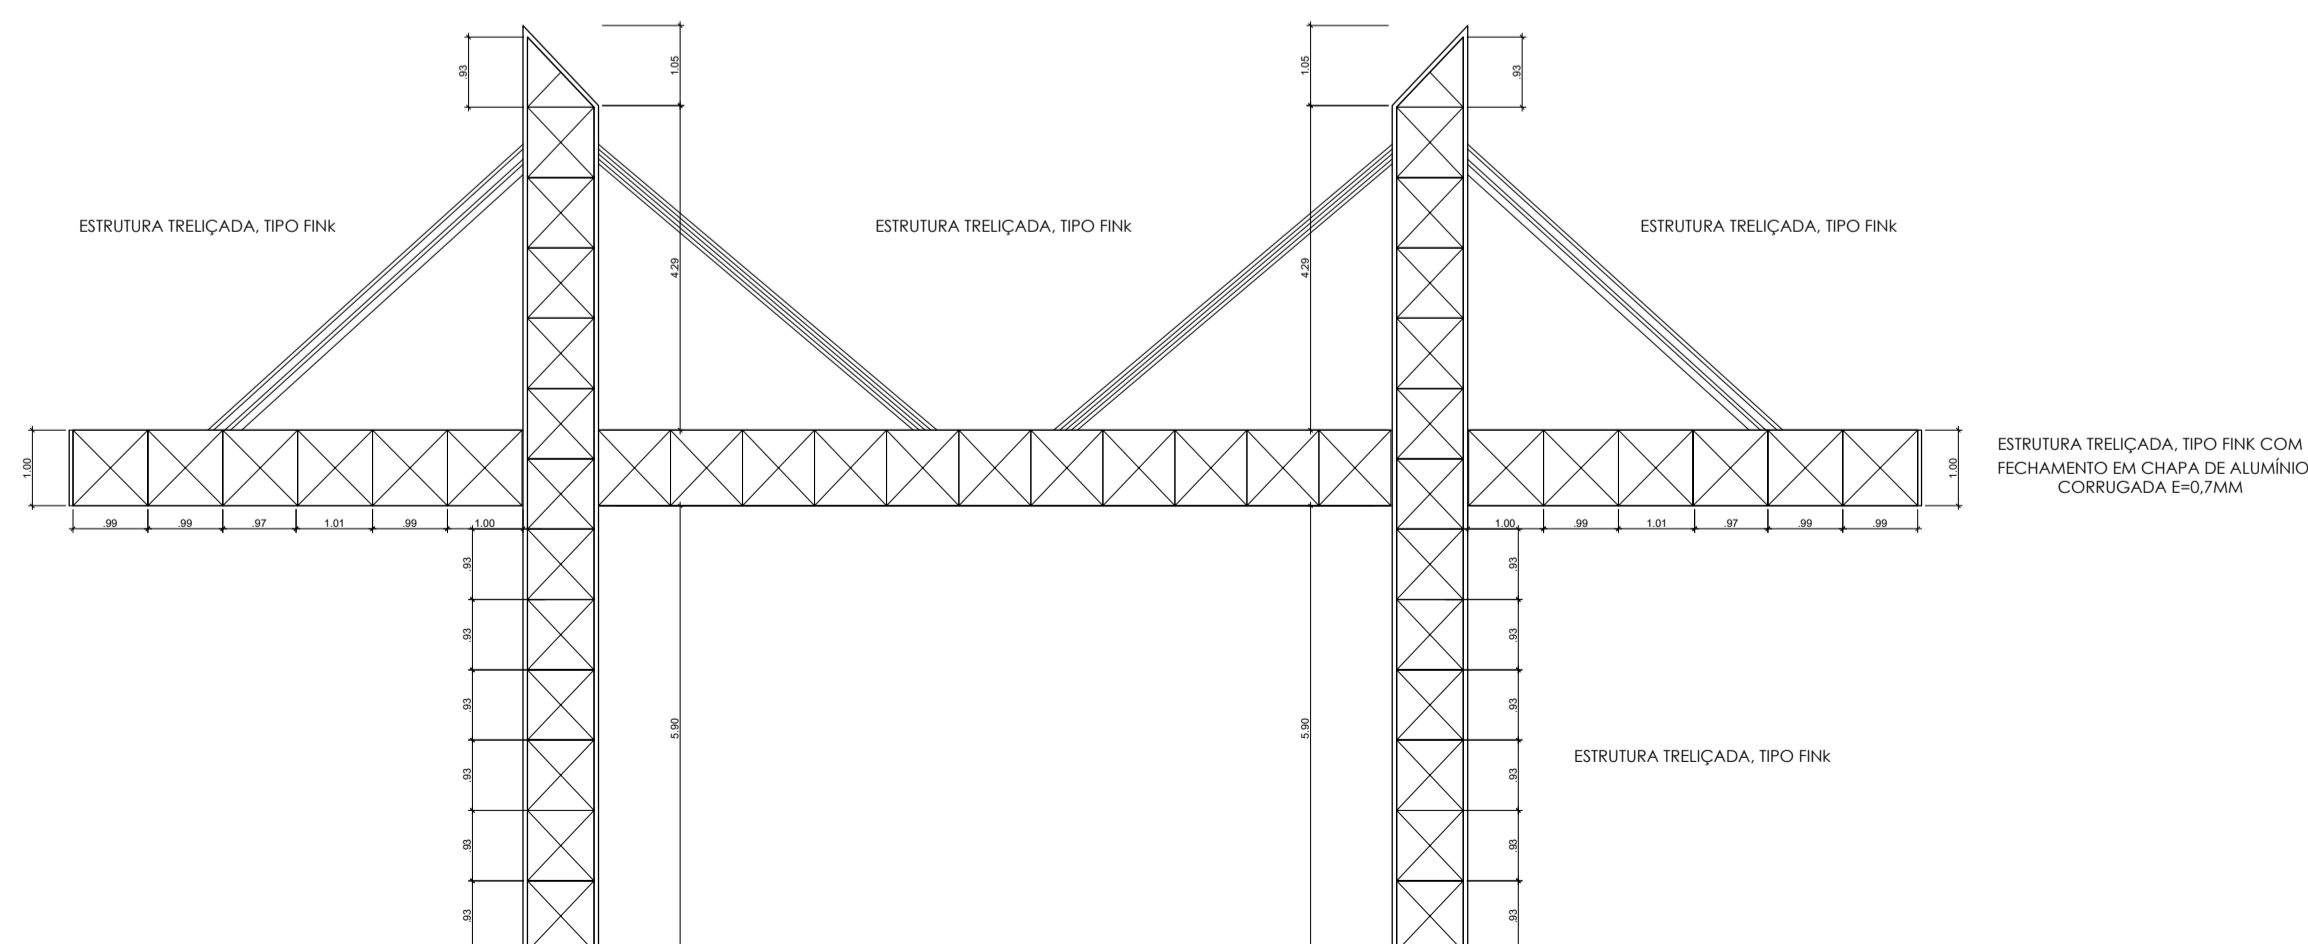 .93
1.05
1.05
.93
ESTRUTURA TRELIÇADA, TIPO FINk
ESTRUTURA TRELIÇADA, TIPO FINk
ESTRUTURA TRELIÇADA, TIPO FINk
4.29
4.29
1.00
1.00
ESTRUTURA TRELIÇADA, TIPO FINK COM
FECHAMENTO EM CHAPA DE ALUMÍNIO
CORRUGADA E=0,7MM
.99 .99 .97 1.01 .99 1.00
1.00 .99 1.01 .97 .99 .99
.93
.93
.93
.93
.93
.93
5.90
5.90
.93
.93
.93
.93
.93
.93
ESTRUTURA TRELIÇADA, TIPO FINk